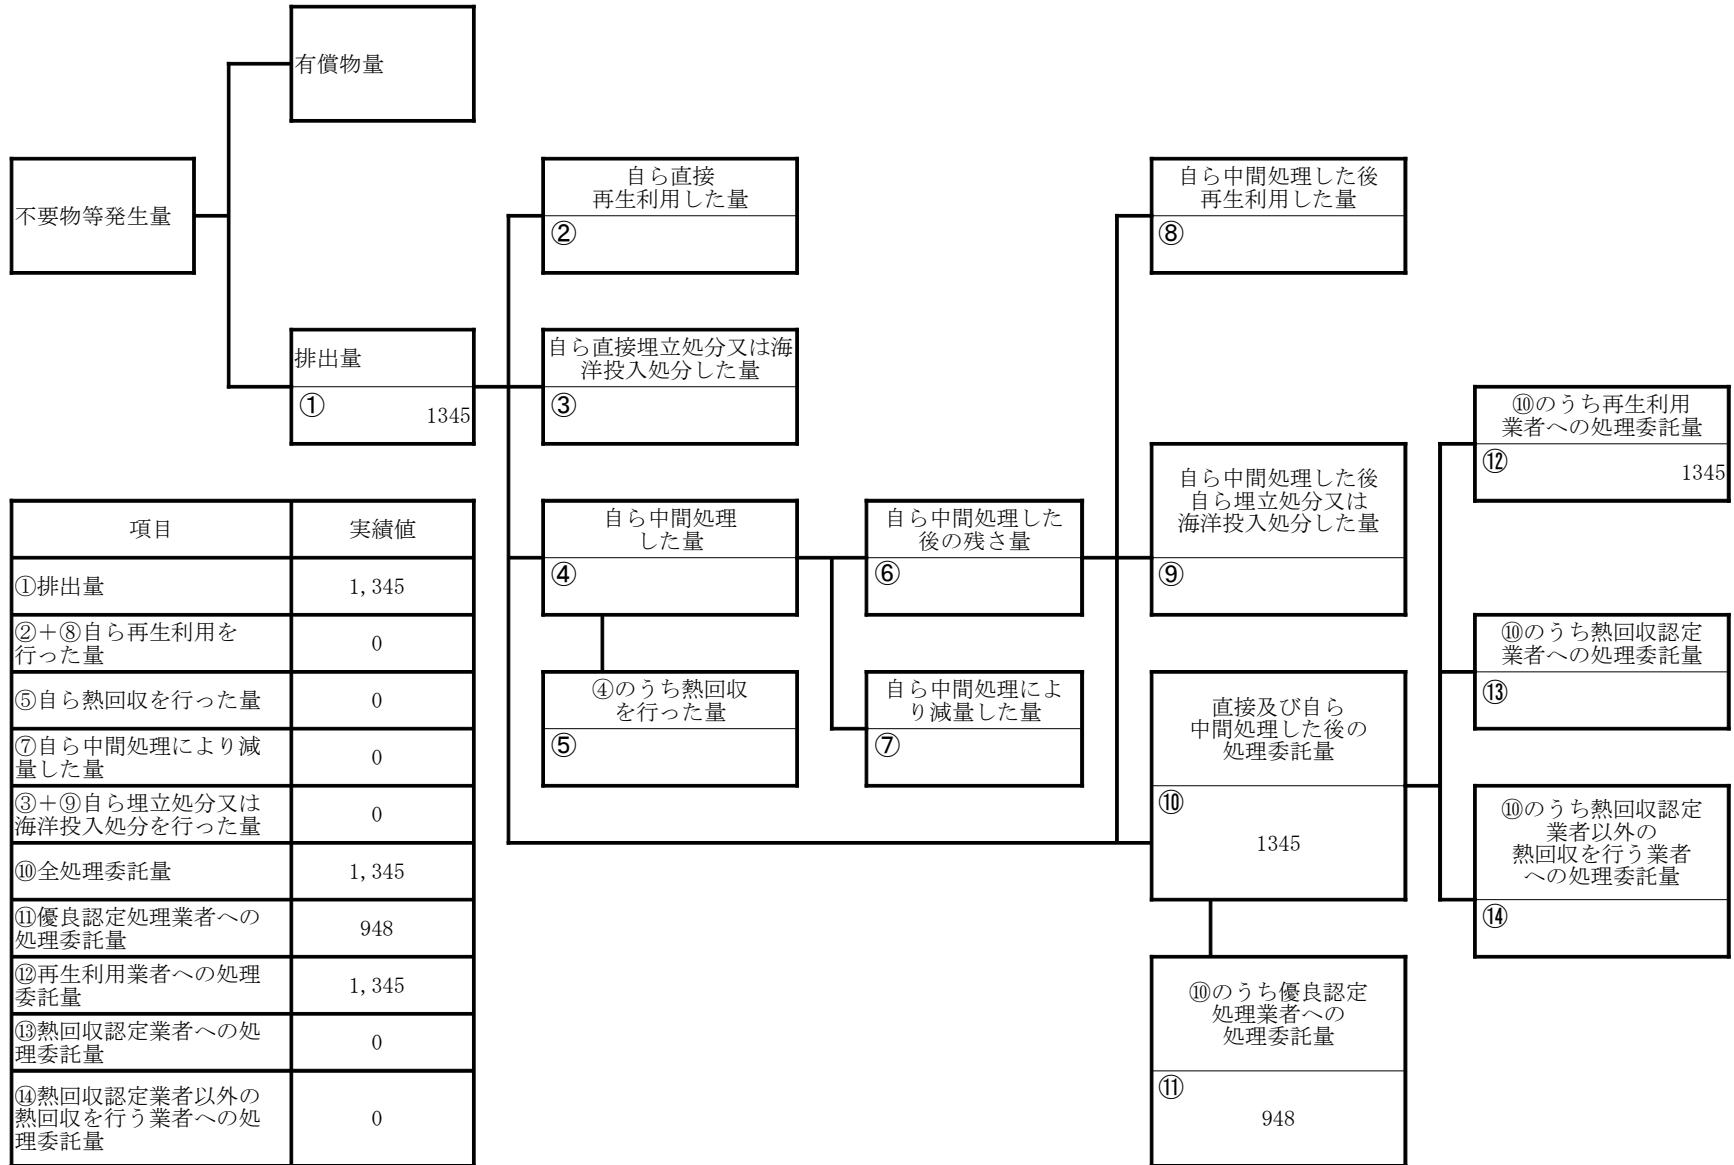 有償物量
不要物等発生量
自ら直接
再生利用した量
②
自ら中間処理した後
再生利用した量
⑧
排出量
①
1345
自ら直接埋立処分又は海
洋投入処分した量
③
⑩のうち再生利用
業者への処理委託量
⑫
1345
自ら中間処理した後
自ら埋立処分又は
海洋投入処分した量
⑨
自ら中間処理
した量
④
自ら中間処理した
後の残さ量
⑥
⑩のうち熱回収認定
業者への処理委託量
⑬
④のうち熱回収
を行った量
⑤
自ら中間処理によ
り減量した量
⑦
直接及び自ら
中間処理した後の
処理委託量
⑩
1345
⑩のうち熱回収認定
業者以外の
熱回収を行う業者
への処理委託量
⑭
⑩のうち優良認定
処理業者への
処理委託量
⑪
948
項目 実績値
①排出量 1,345
②+⑧自ら再生利用を
行った量 0
⑤自ら熱回収を行った量 0
⑦自ら中間処理により減
量した量 0
③+⑨自ら埋立処分又は
海洋投入処分を行った量 0
⑩全処理委託量 1,345
⑪優良認定処理業者への
処理委託量 948
⑫再生利用業者への処理
委託量 1,345
⑬熱回収認定業者への処
理委託量 0
⑭熱回収認定業者以外の
熱回収を行う業者への処
理委託量 0